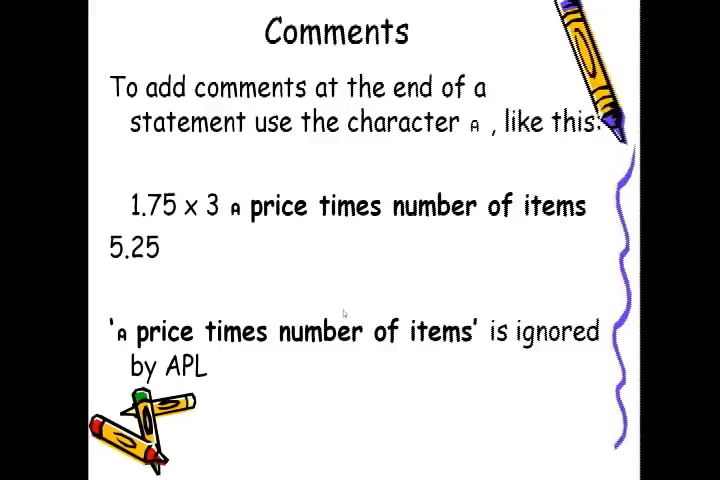 Comments
To add comments at the end of a
statement use the character ⍝ , like this:
1.75 x 3 ⍝ price times number of items
5.25
‘⍝ price times number of items’ is ignored
by APL